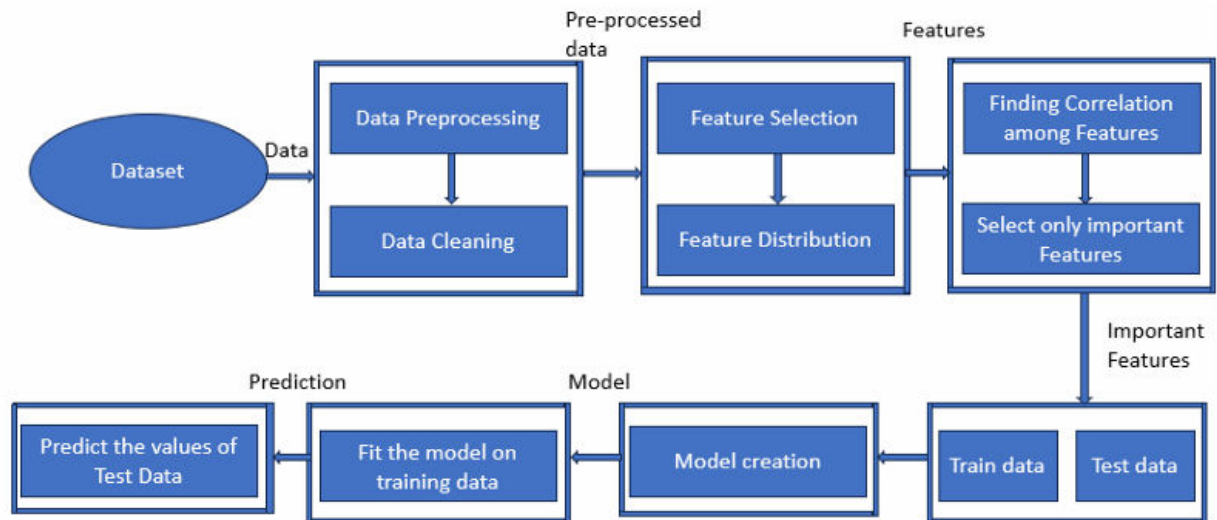 Dataset
Data
Data Preprocessing
Data Cleaning
Pre-processed
data
Feature Selection
Feature Distribution
Features
Finding Correlation
among Features
Select only important
Features
Important
Features
Train data
Test data
Model creation
Model
Fit the model on
training data
Prediction
Predict the values of
Test Data